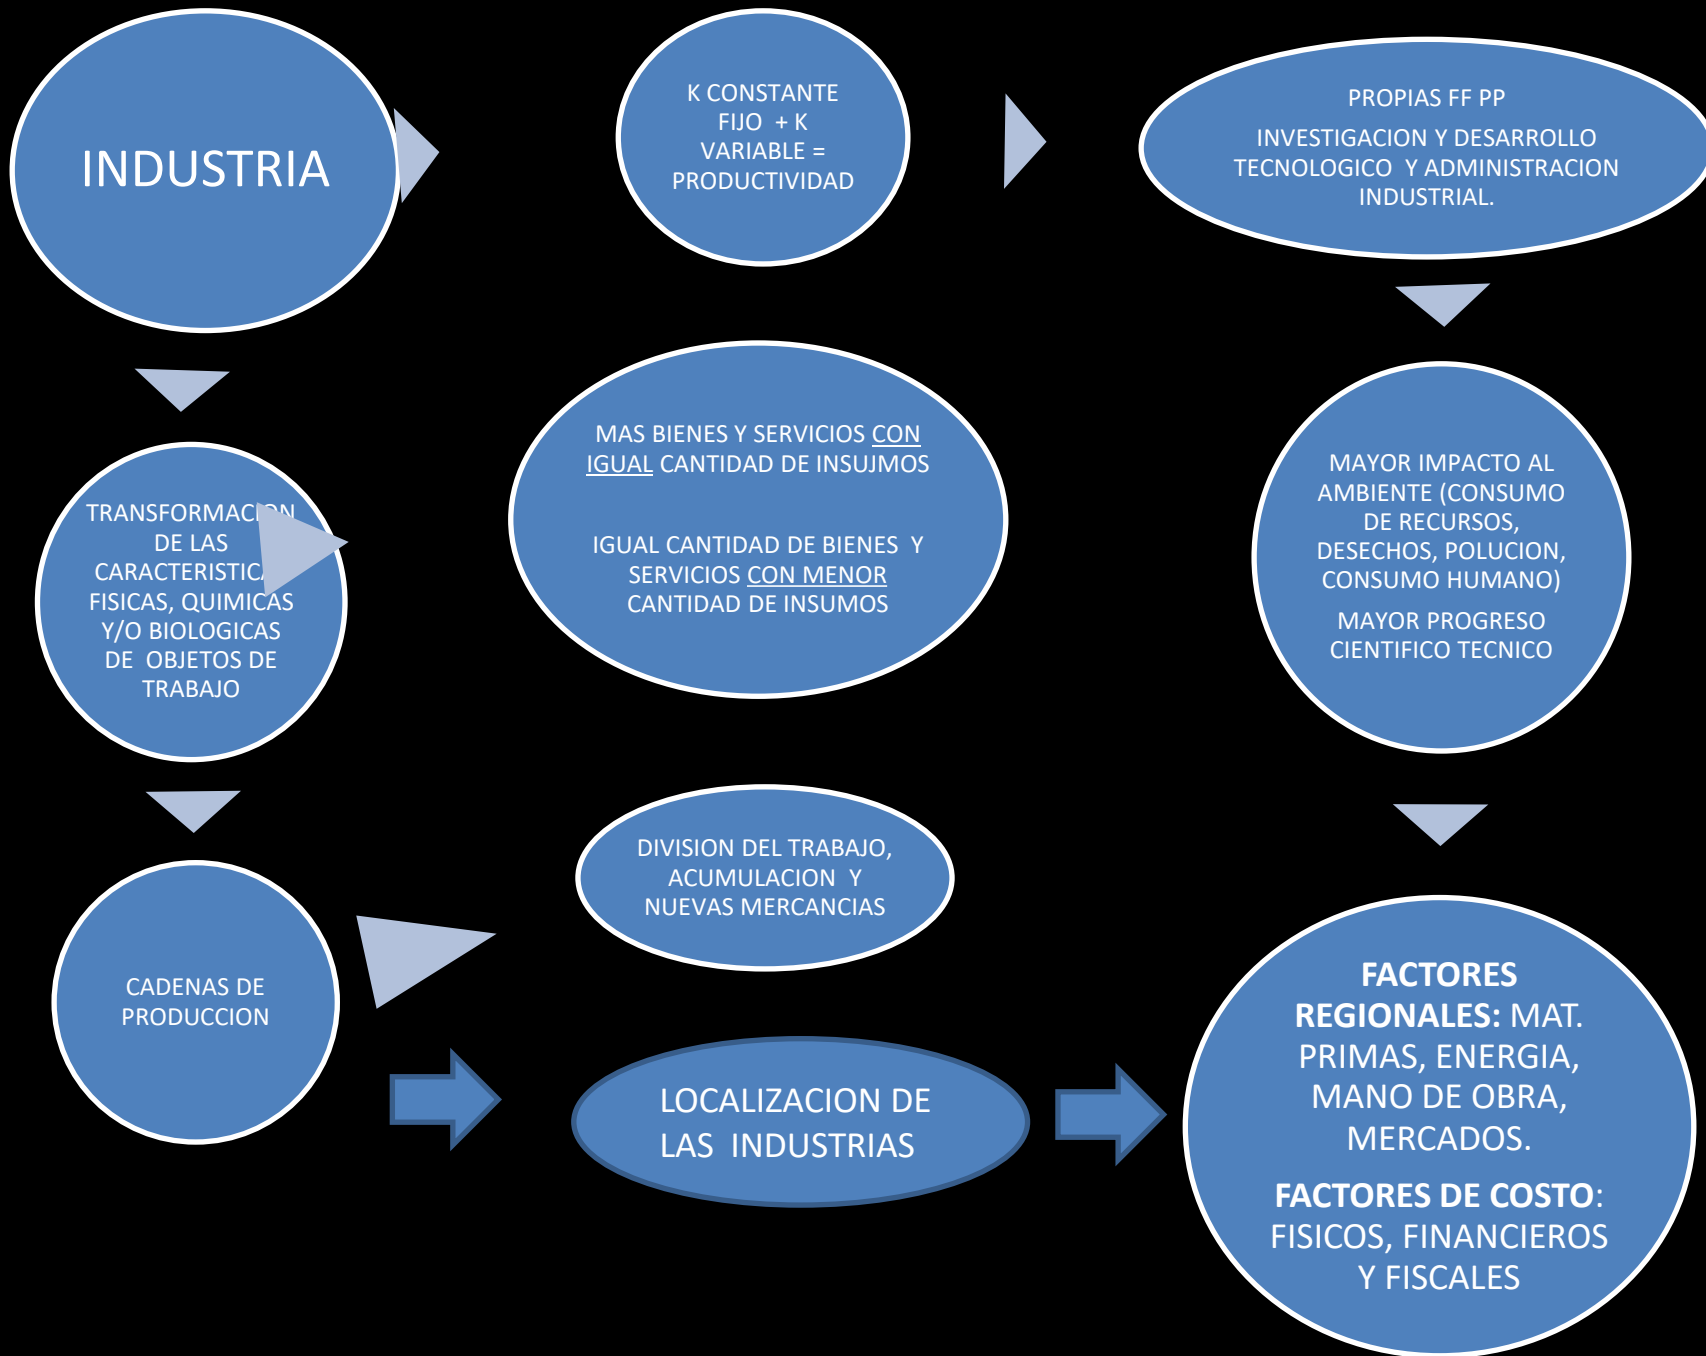 INDUSTRIA
K CONSTANTE
FIJO + K
VARIABLE =
PRODUCTIVIDAD
PROPIAS FF PP
INVESTIGACION Y DESARROLLO
TECNOLOGICO Y ADMINISTRACION
INDUSTRIAL.
TRANSFORMACION
DE LAS
CARACTERISTICAS
FISICAS, QUIMICAS
Y/O BIOLOGICAS
DE OBJETOS DE
TRABAJO
MAS BIENES Y SERVICIOS CON
IGUAL CANTIDAD DE INSUJMOS
IGUAL CANTIDAD DE BIENES Y
SERVICIOS CON MENOR
CANTIDAD DE INSUMOS
MAYOR IMPACTO AL
AMBIENTE (CONSUMO
DE RECURSOS,
DESECHOS, POLUCION,
CONSUMO HUMANO)
MAYOR PROGRESO
CIENTIFICO TECNICO
CADENAS DE
PRODUCCION
DIVISION DEL TRABAJO,
ACUMULACION Y
NUEVAS MERCANCIAS
LOCALIZACION DE
LAS INDUSTRIAS
FACTORES
REGIONALES: MAT.
PRIMAS, ENERGIA,
MANO DE OBRA,
MERCADOS.
FACTORES DE COSTO:
FISICOS, FINANCIEROS
Y FISCALES